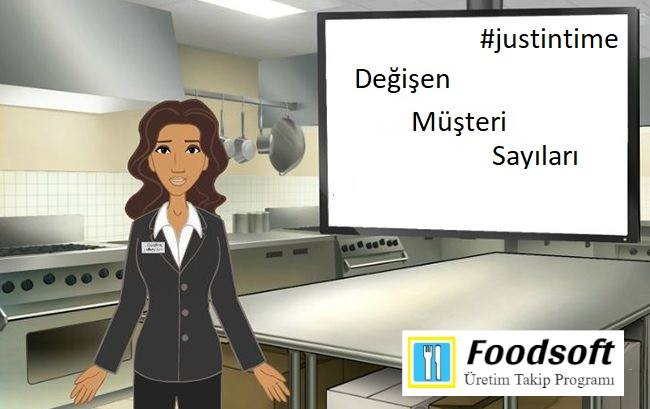 #justintime
Değişen
Müşteri
Sayıları
Foodsoft
Üretim Takip Programı